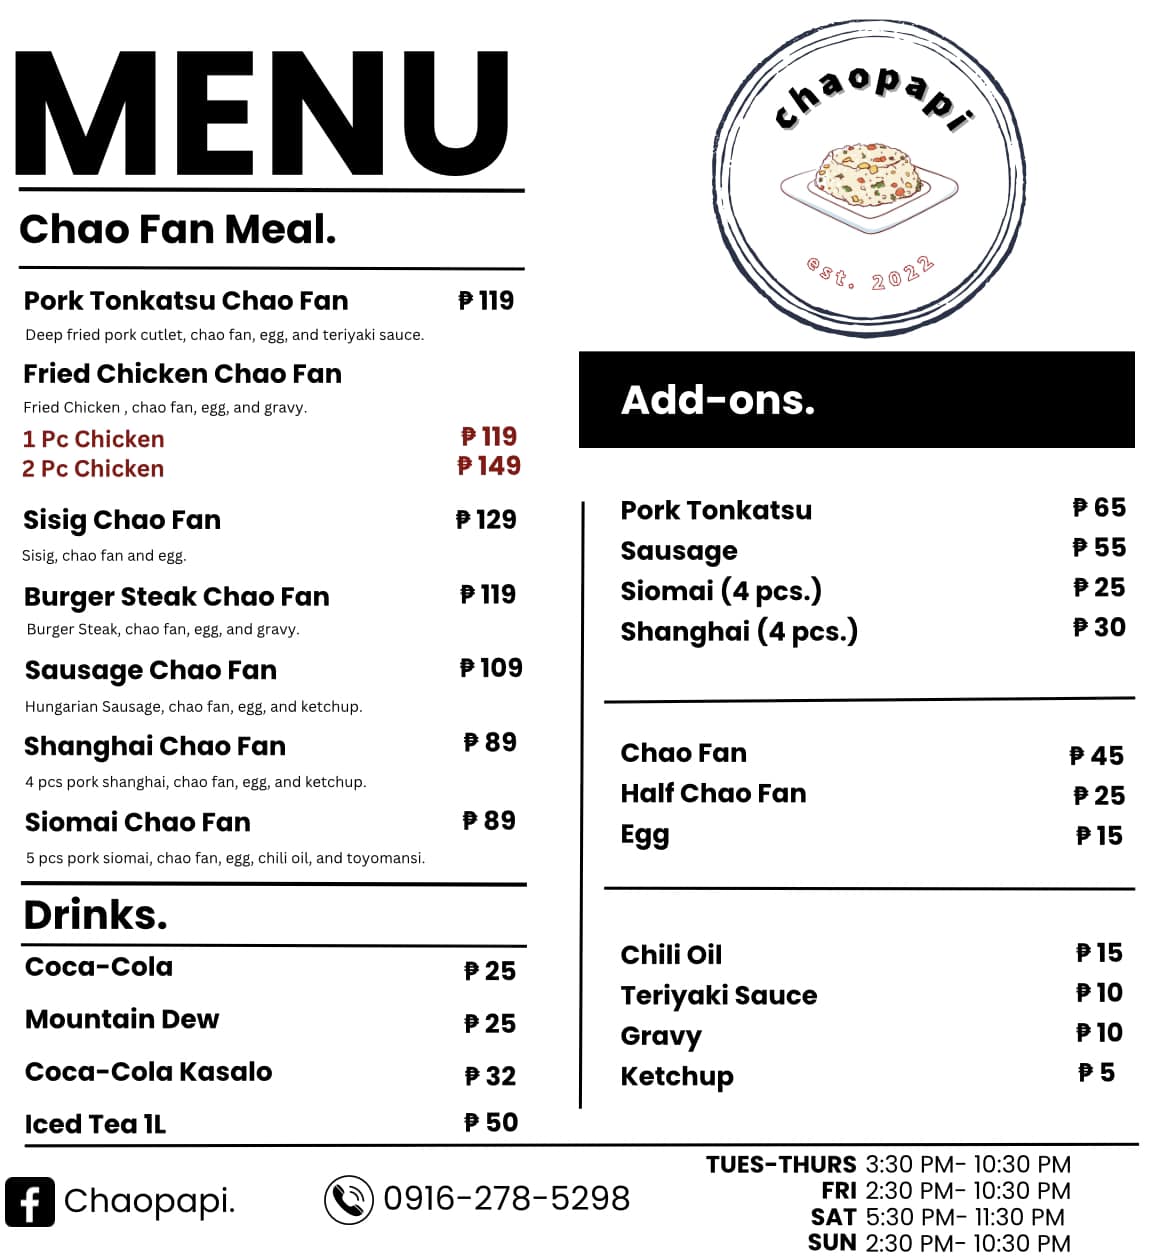 MENU
Chao Fan Meal.
Pork Tonkatsu Chao Fan ₱ 119
Deep fried pork cutlet, chao fan, egg, and teriyaki sauce.
Fried Chicken Chao Fan
Fried Chicken , chao fan, egg, and gravy.
1 Pc Chicken ₱ 119
2 Pc Chicken ₱ 149
Sisig Chao Fan ₱ 129
Sisig, chao fan and egg.
Burger Steak Chao Fan ₱ 119
Burger Steak, chao fan, egg, and gravy.
Sausage Chao Fan ₱ 109
Hungarian Sausage, chao fan, egg, and ketchup.
Shanghai Chao Fan ₱ 89
4 pcs pork shanghai, chao fan, egg, and ketchup.
Siomai Chao Fan ₱ 89
5 pcs pork siomai, chao fan, egg, chili oil, and toyomansi.
Drinks.
Coca-Cola ₱ 25
Mountain Dew ₱ 25
Coca-Cola Kasalo ₱ 32
Iced Tea 1L ₱ 50
chaopapi
est. 2022
Add-ons.
Pork Tonkatsu ₱ 65
Sausage ₱ 55
Siomai (4 pcs.) ₱ 25
Shanghai (4 pcs.) ₱ 30
Chao Fan ₱ 45
Half Chao Fan ₱ 25
Egg ₱ 15
Chili Oil ₱ 15
Teriyaki Sauce ₱ 10
Gravy ₱ 10
Ketchup ₱ 5
f Chaopapi.
0916-278-5298
TUES-THURS 3:30 PM- 10:30 PM
FRI 2:30 PM- 10:30 PM
SAT 5:30 PM- 11:30 PM
SUN 2:30 PM- 10:30 PM